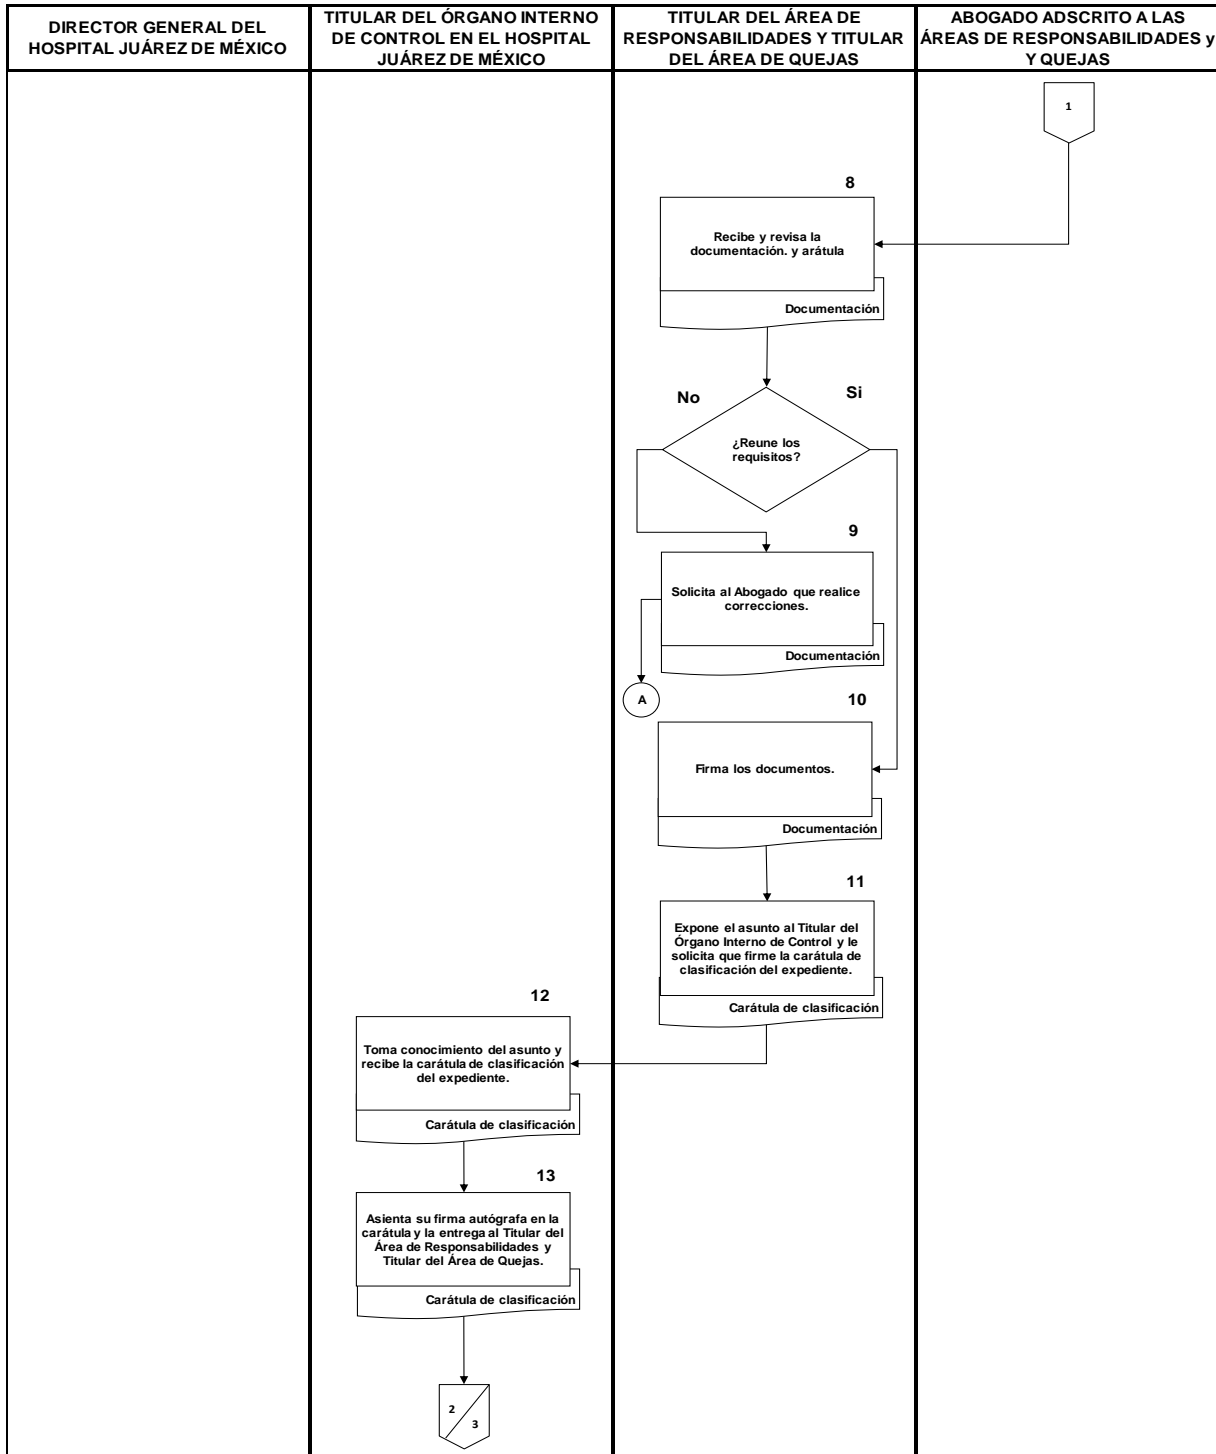 DIRECTOR GENERAL DEL
HOSPITAL JUÁREZ DE MÉXICO
TITULAR DEL ÓRGANO INTERNO
DE CONTROL EN EL HOSPITAL
JUÁREZ DE MÉXICO
TITULAR DEL ÁREA DE
RESPONSABILIDADES Y TITULAR
DEL ÁREA DE QUEJAS
ABOGADO ADSCRITO A LAS
ÁREAS DE RESPONSABILIDADES y
Y QUEJAS
1
8
Recibe y revisa la
documentación. y arátula
Documentación
No
Si
¿Reune los
requisitos?
9
Solicita al Abogado que realice
correcciones.
Documentación
A
10
Firma los documentos.
Documentación
11
Expone el asunto al Titular del
Órgano Interno de Control y le
solicita que firme la carátula de
clasificación del expediente.
Carátula de clasificación
12
Toma conocimiento del asunto y
recibe la carátula de clasificación
del expediente.
Carátula de clasificación
13
Asienta su firma autógrafa en la
carátula y la entrega al Titular del
Área de Responsabilidades y
Titular del Área de Quejas.
Carátula de clasificación
2
3